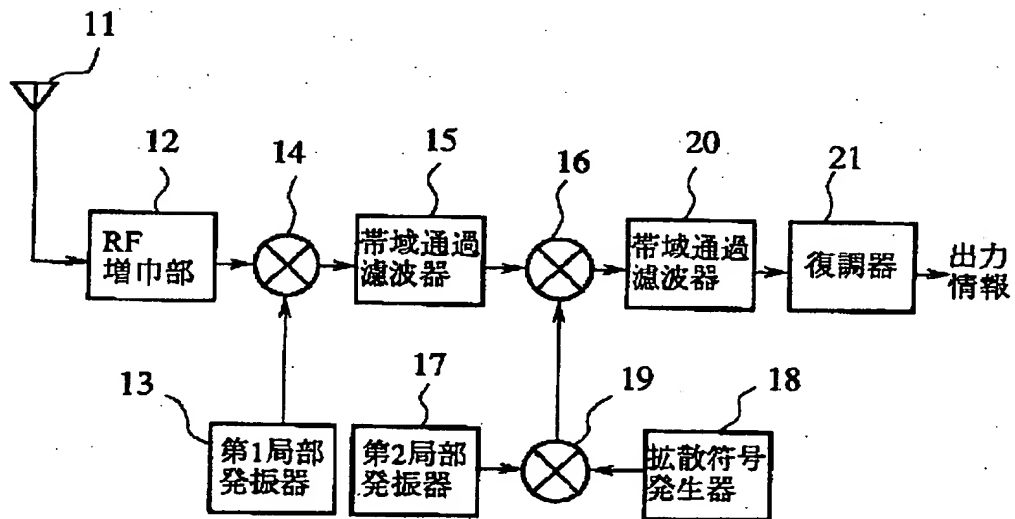 11
12
14
15
16
20
21
RF
増巾部
帯域通過
濾波器
帯域通過
濾波器
復調器
出力
情報
13
17
19
18
第1局部
発振器
第2局部
発振器
拡散符号
発生器